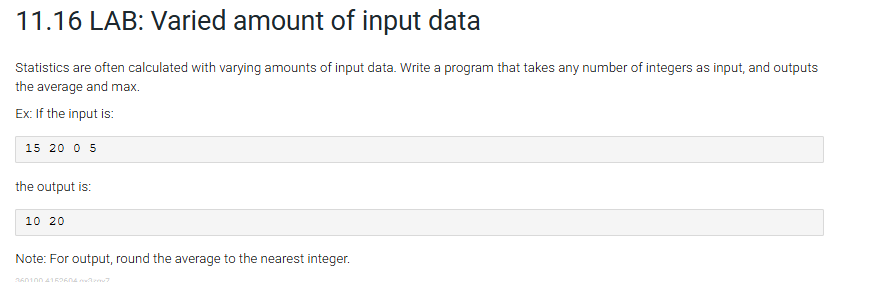 11.16 LAB: Varied amount of input data
Statistics are often calculated with varying amounts of input data. Write a program that takes any number of integers as input, and outputs
the average and max.
Ex: If the input is:
15 20 0 5
the output is:
10 20
Note: For output, round the average to the nearest integer.